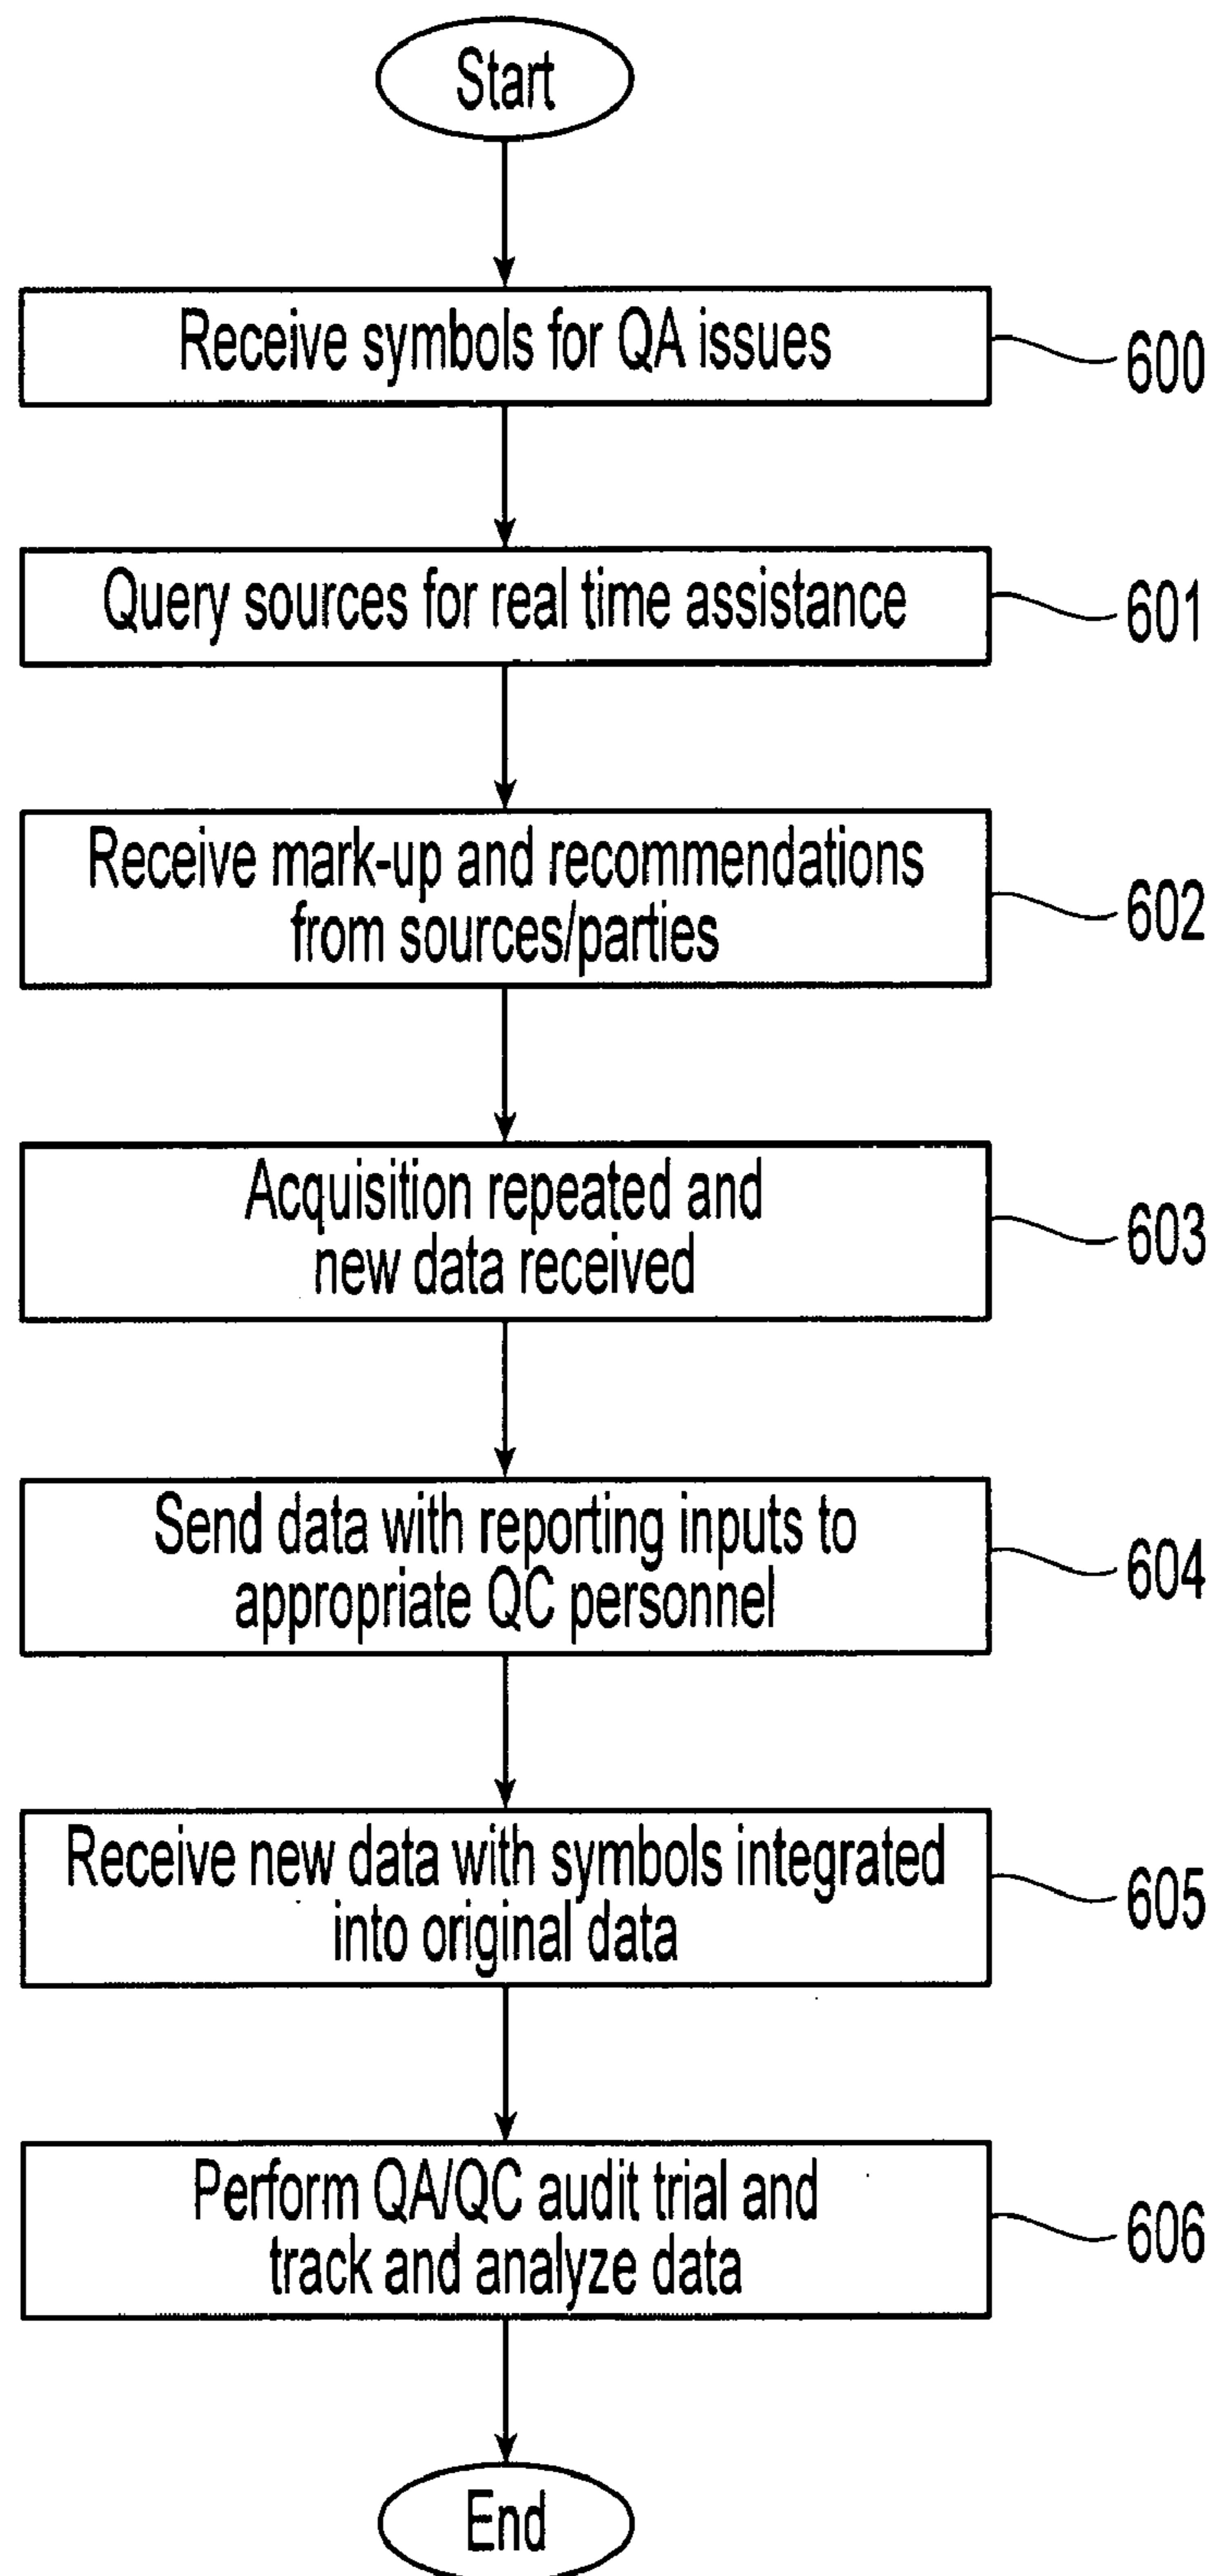 Start
Receive symbols for QA issues
600
Query sources for real time assistance
601
Receive mark-up and recommendations
from sources/parties
602
Acquisition repeated and
new data received
603
Send data with reporting inputs to
appropriate QC personnel
604
Receive new data with symbols integrated
into original data
605
Perform QA/QC audit trial and
track and analyze data
606
End